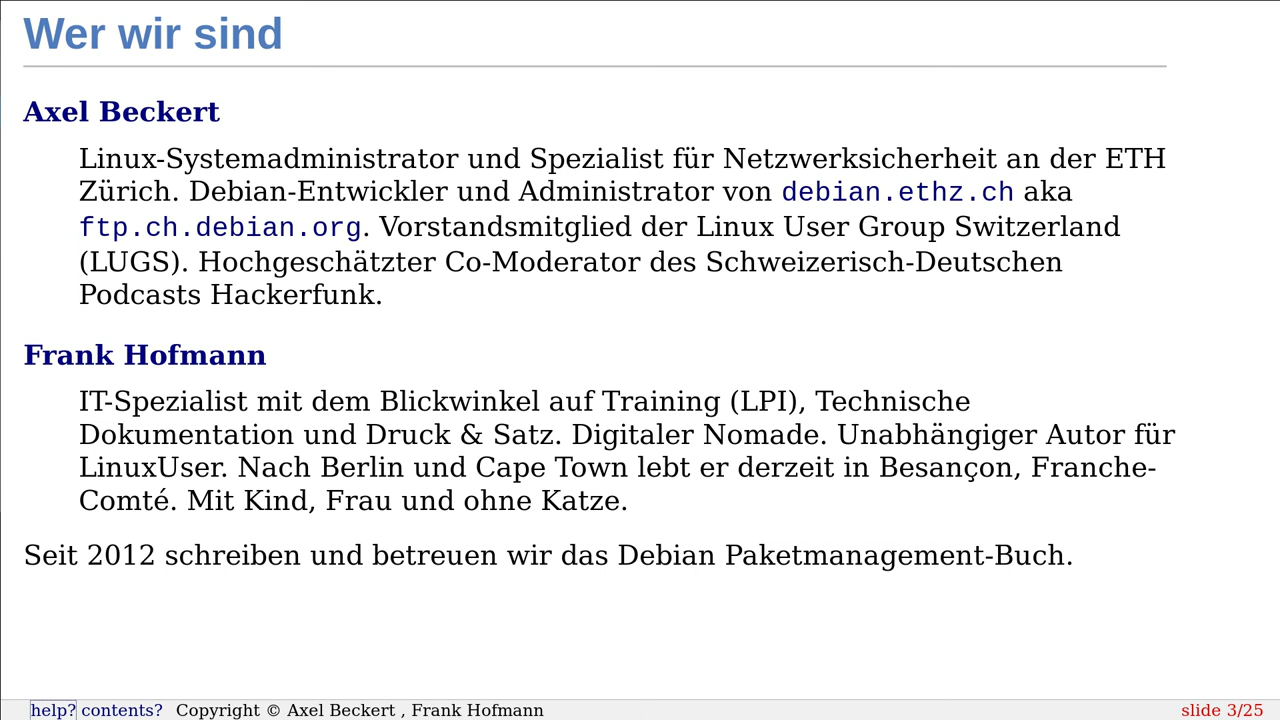 Wer wir sind
Axel Beckert
Linux-Systemadministrator und Spezialist für Netzwerksicherheit an der ETH
Zürich. Debian-Entwickler und Administrator von debian.ethz.ch aka
ftp.ch.debian.org. Vorstandsmitglied der Linux User Group Switzerland
(LUGS). Hochgeschätzter Co-Moderator des Schweizerisch-Deutschen
Podcasts Hackerfunk.
Frank Hofmann
IT-Spezialist mit dem Blickwinkel auf Training (LPI), Technische
Dokumentation und Druck & Satz. Digitaler Nomade. Unabhängiger Autor für
LinuxUser. Nach Berlin und Cape Town lebt er derzeit in Besançon, Franche-
Comté. Mit Kind, Frau und ohne Katze.
Seit 2012 schreiben und betreuen wir das Debian Paketmanagement-Buch.
help? contents? Copyright © Axel Beckert , Frank Hofmann slide 3/25